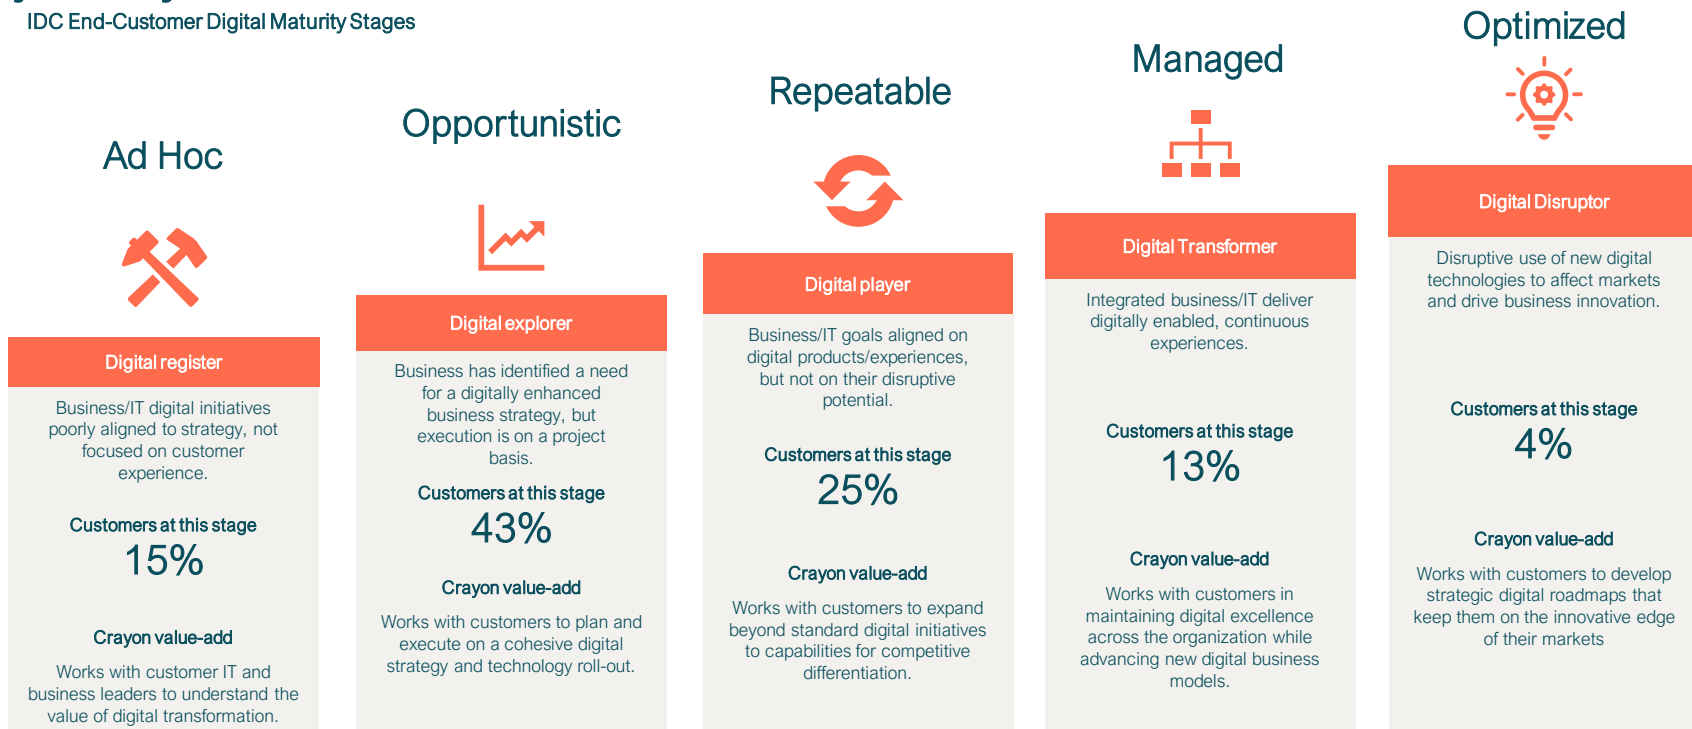 IDC End-Customer Digital Maturity Stages
Ad Hoc
Digital register
Business/IT digital initiatives
poorly aligned to strategy, not
focused on customer
experience.
Customers at this stage
15%
Crayon value-add
Works with customer IT and
business leaders to understand the
value of digital transformation.
Opportunistic
Digital explorer
Business has identified a need
for a digitally enhanced
business strategy, but
execution is on a project
basis.
Customers at this stage
43%
Crayon value-add
Works with customers to plan and
execute on a cohesive digital
strategy and technology roll-out.
Repeatable
Digital player
Business/IT goals aligned on
digital products/experiences,
but not on their disruptive
potential.
Customers at this stage
25%
Crayon value-add
Works with customers to expand
beyond standard digital initiatives
to capabilities for competitive
differentiation.
Managed
Digital Transformer
Integrated business/IT deliver
digitally enabled, continuous
experiences.
Customers at this stage
13%
Crayon value-add
Works with customers in
maintaining digital excellence
across the organization while
advancing new digital business
models.
Optimized
Digital Disruptor
Disruptive use of new digital
technologies to affect markets
and drive business innovation.
Customers at this stage
4%
Crayon value-add
Works with customers to develop
strategic digital roadmaps that
keep them on the innovative edge
of their markets